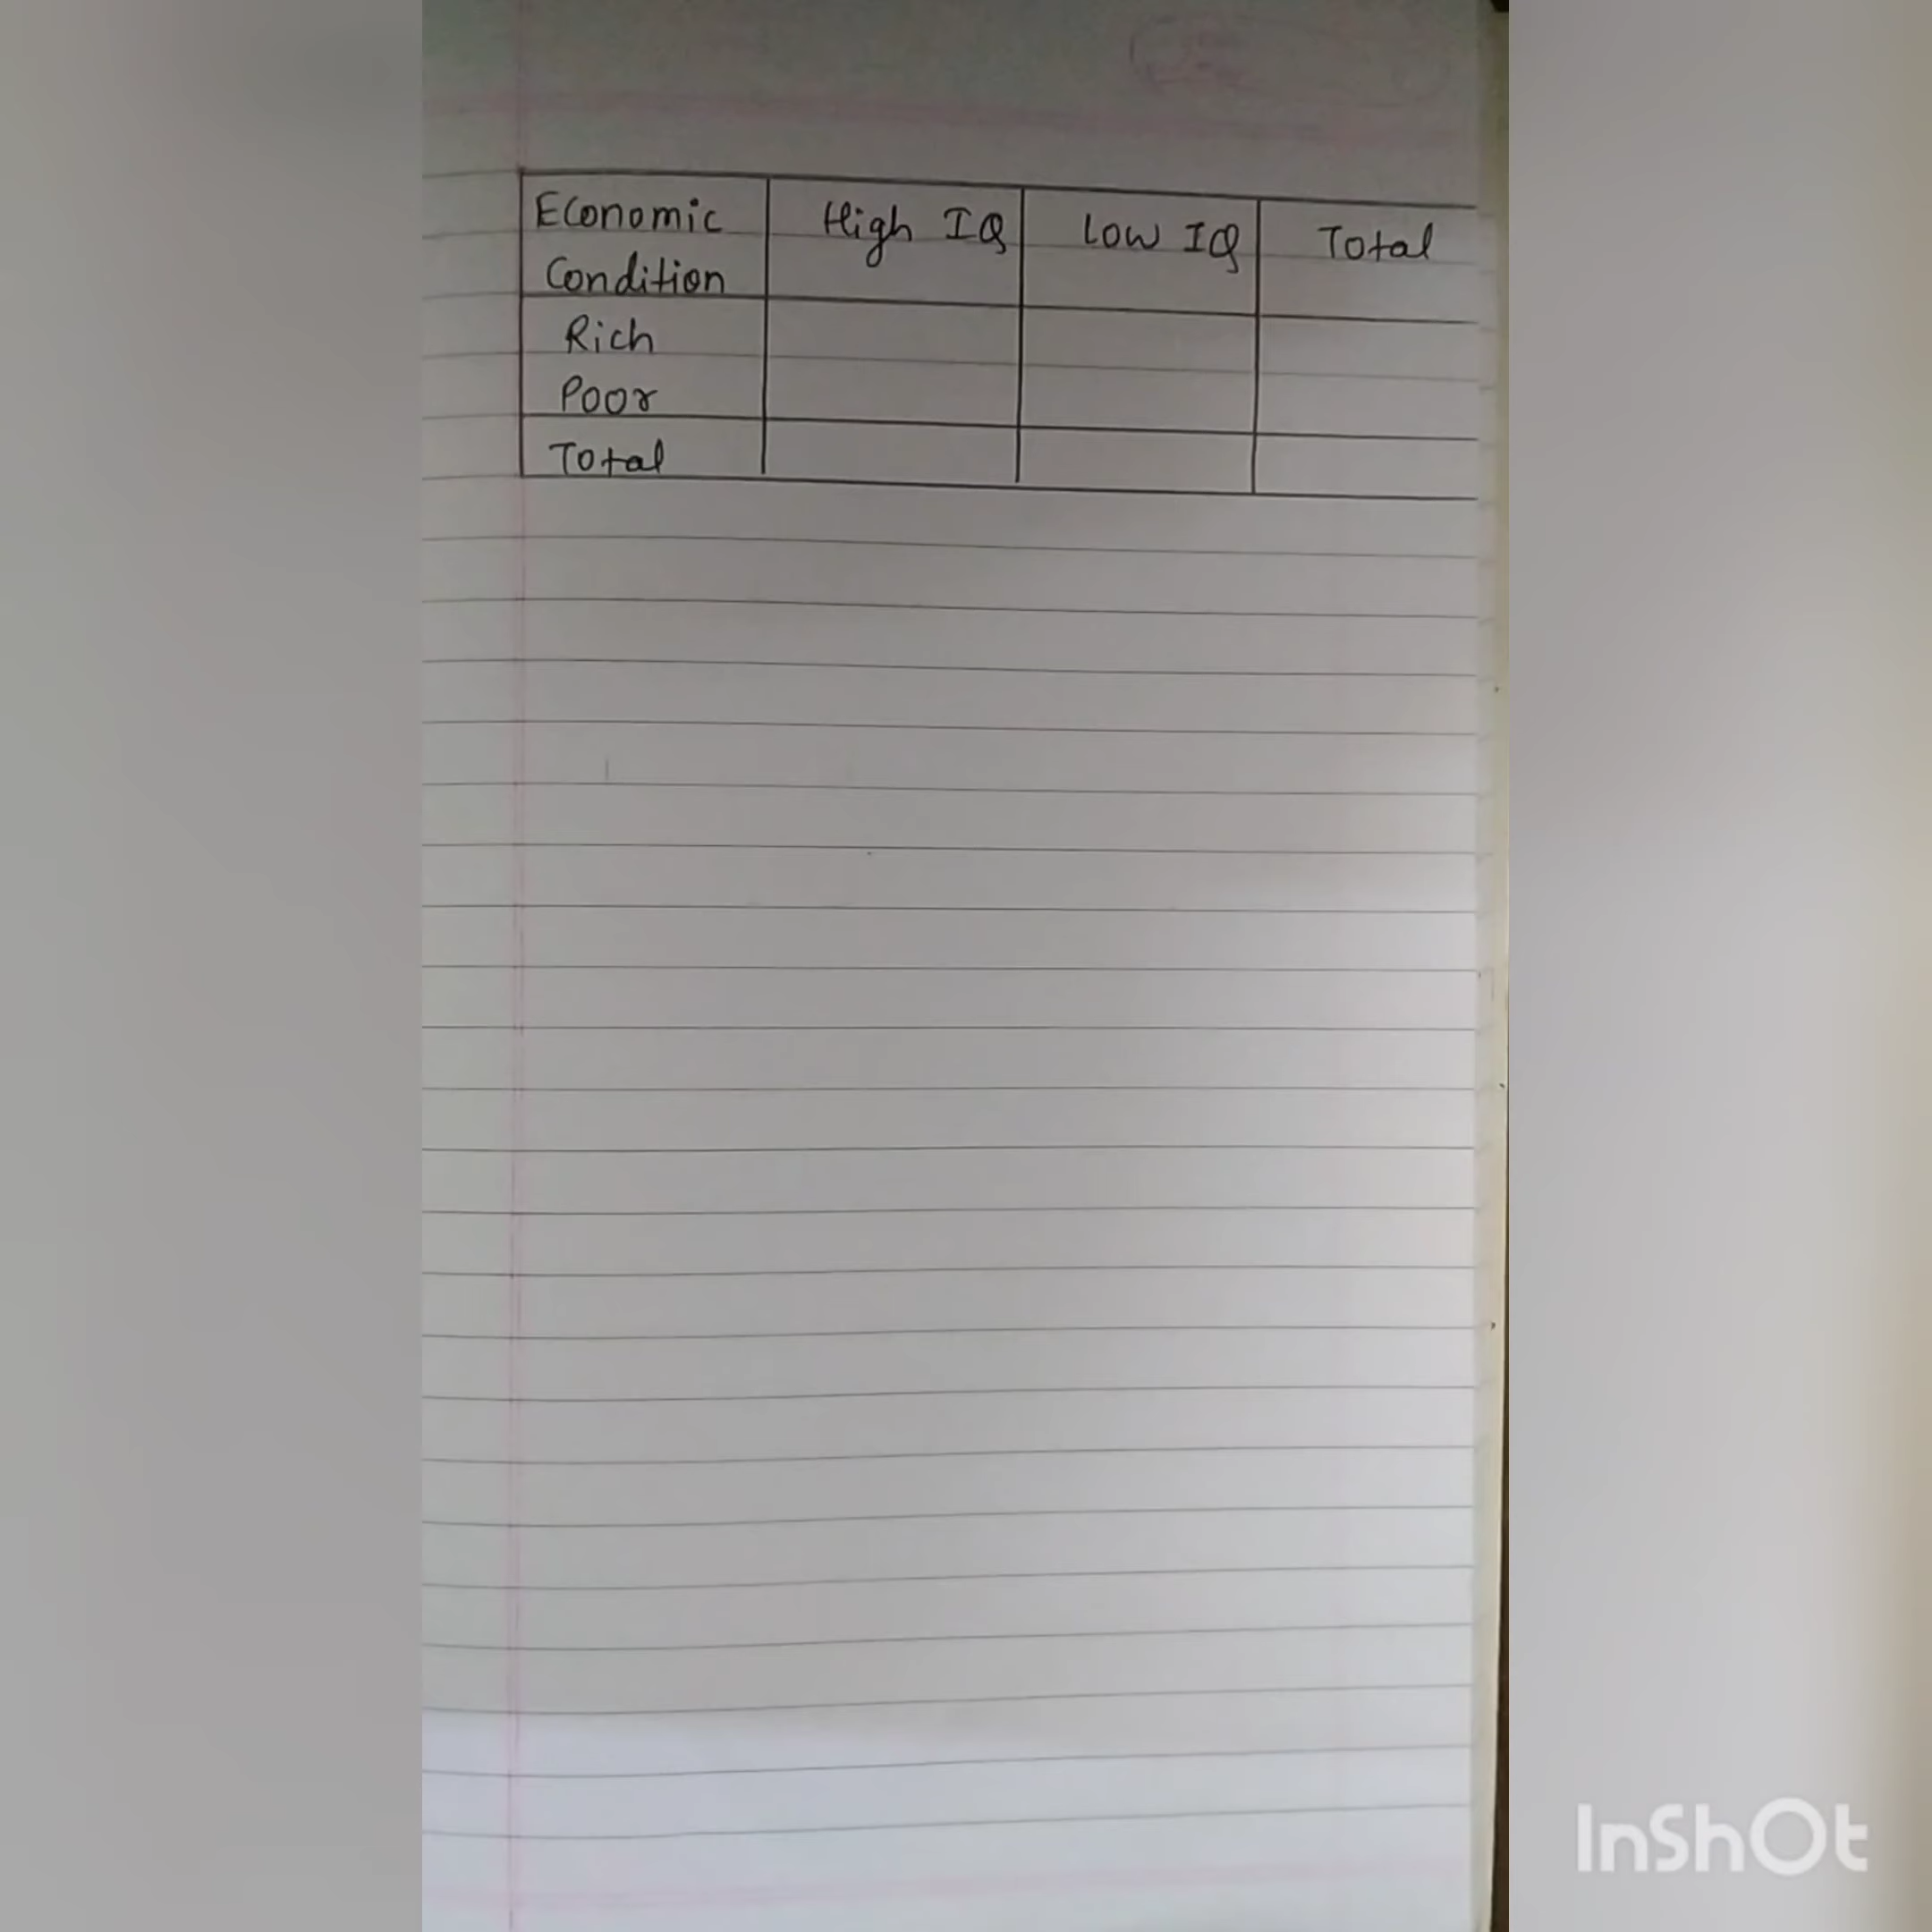 Economic High IQ Low IQ Total
Condition
Rich
Poor
Total
InShOt